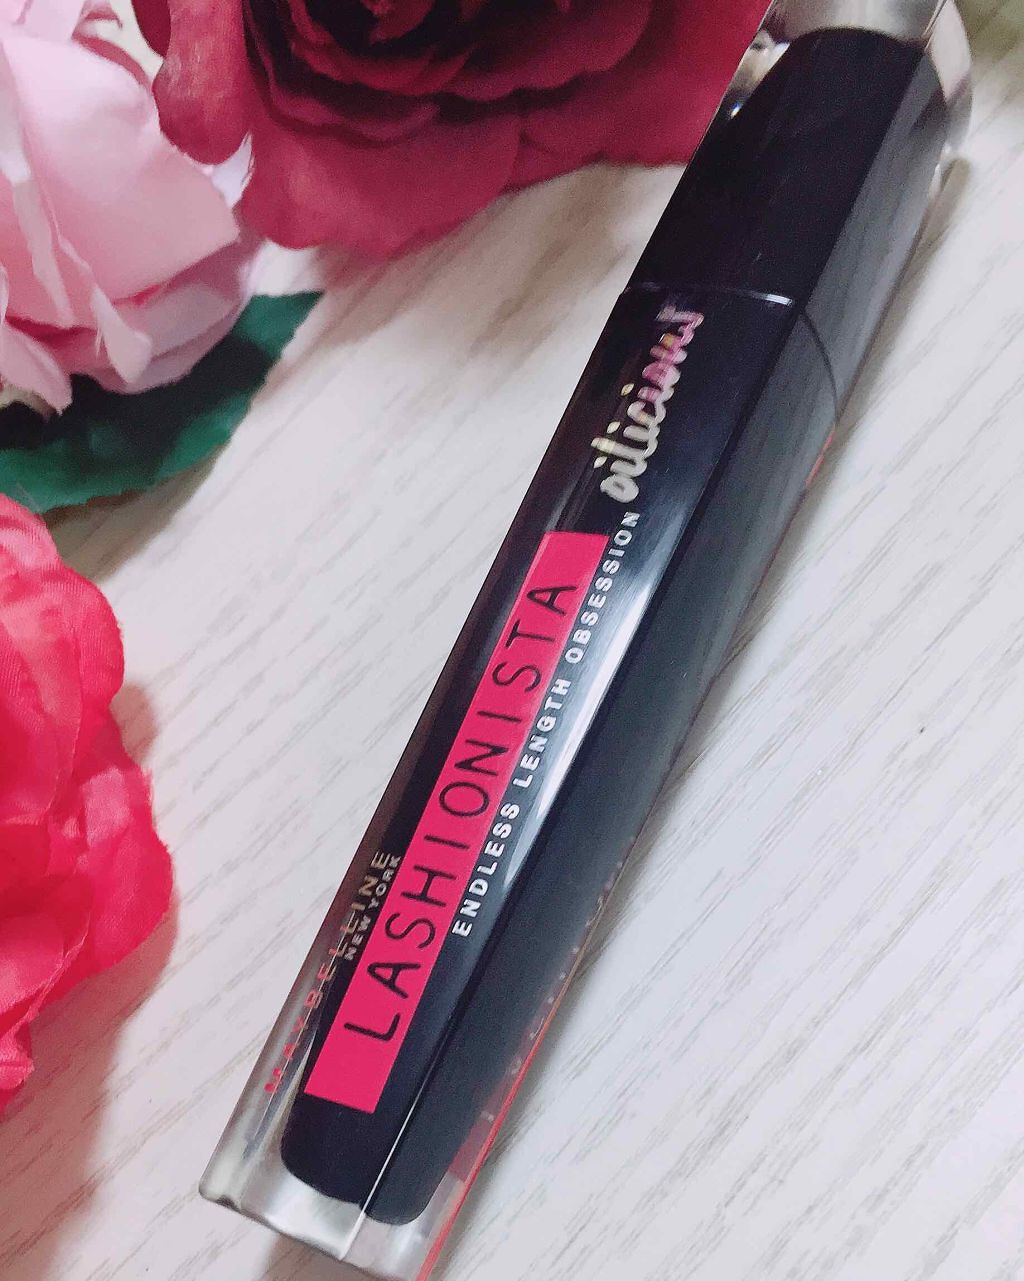 MAYBELLINE
NEW YORK
LASHIONISTA
ENDLESS LENGTH OBSESSION
oilicious